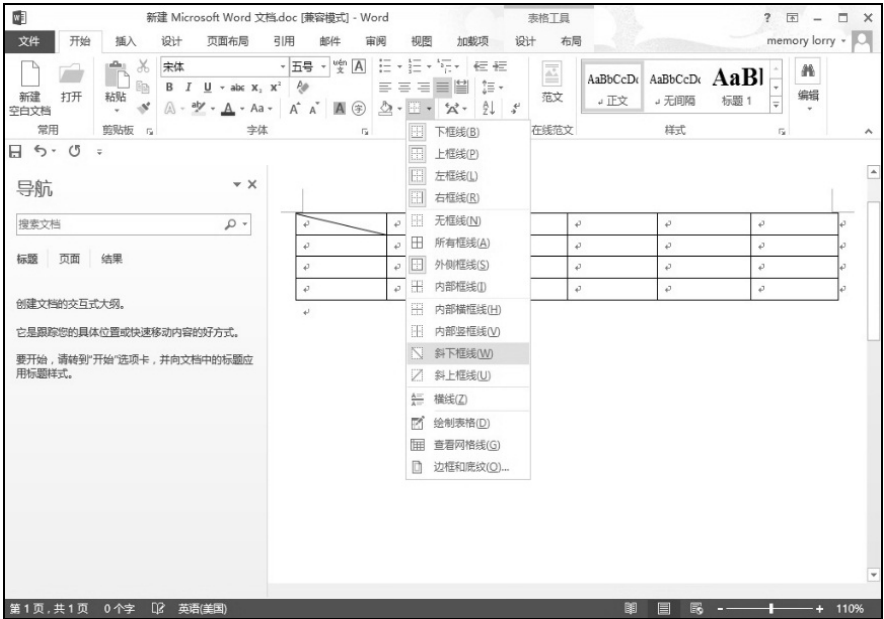 新建 Microsoft Word 文档.doc [兼容模式] - Word
表格工具
文件 开始 插入 设计 页面布局 引用 邮件 审阅 视图 加载项 设计 布局 memory lorry
宋体 五号
B I U abc X₂ X²
新建 空白文档
打开
粘贴
范文
AaBbCcDc AaBbCcDc AaBl
正文 无间隔 标题 1
编辑
常用 剪贴板 字体 在线范文 样式
导航
搜索文档
标题 页面 结果
创建文档的交互式大纲。
它是跟踪您的具体位置或快速移动内容的好方式。
要开始，请转到“开始”选项卡，并向文档中的标题应
用标题样式。
下框线(B)
上框线(P)
左框线(L)
右框线(R)
无框线(N)
所有框线(A)
外侧框线(S)
内部框线(I)
内部横框线(H)
内部竖框线(V)
斜下框线(W)
斜上框线(U)
横线(Z)
绘制表格(D)
查看网格线(G)
边框和底纹(O)...
第 1 页，共 1 页 0 个字 英语(美国) 110%